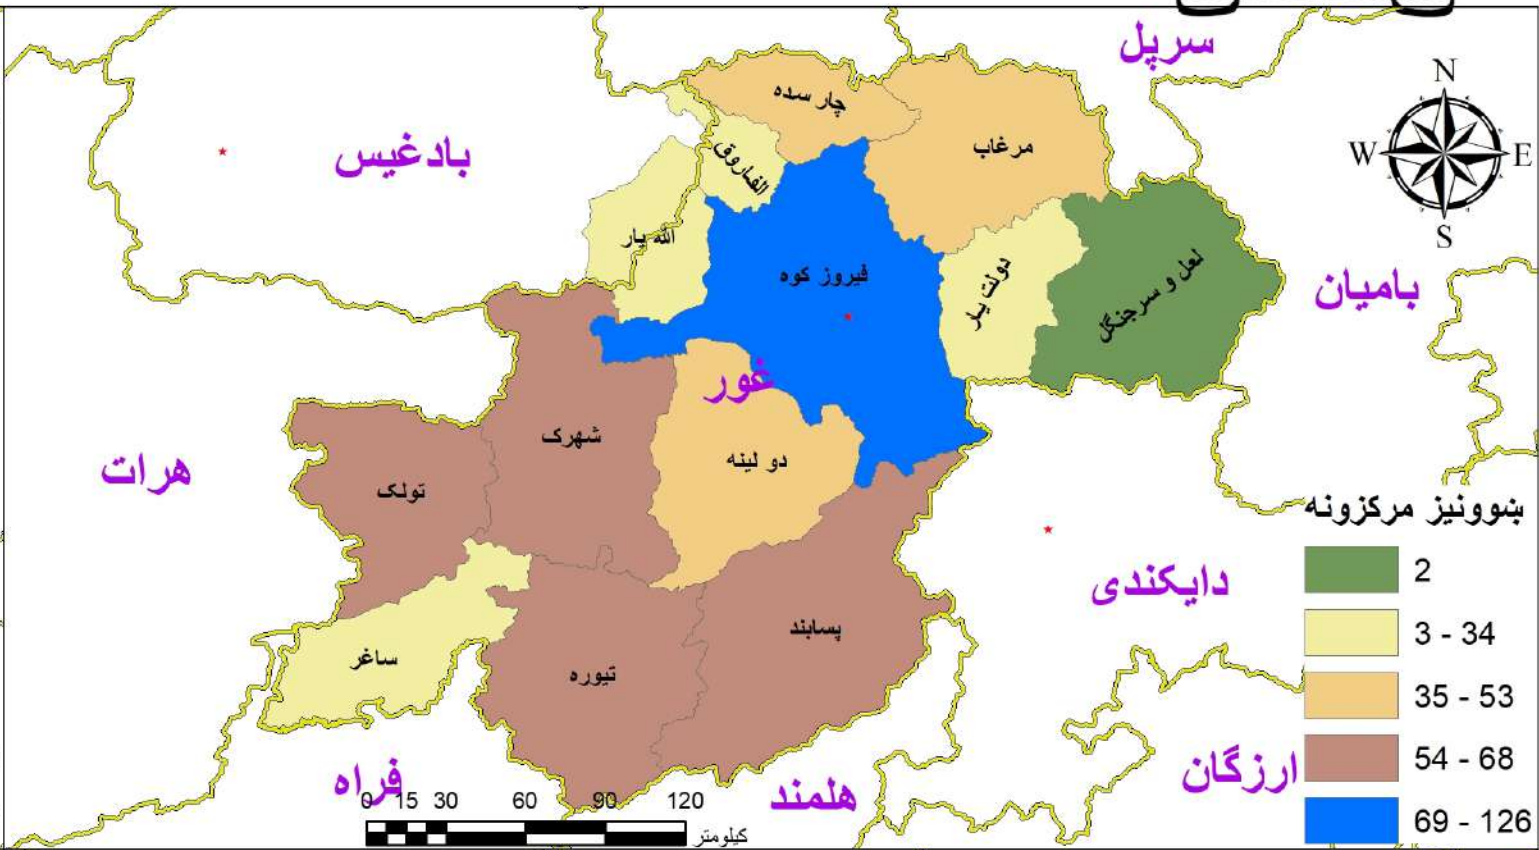 سرپل
N
W E
S
بادغیس
چار سده
مرغاب
الفاروق
الله یار
فیروز کوه
دولت یار
لعل و سرجنگل
بامیان
غور
شهرک
دو لینه
تولک
هرات
دایکندی
پسابند
ساغر
تیوره
فراه
هلمند
ارزگان
ښوونیز مرکزونه
2
3 - 34
35 - 53
54 - 68
69 - 126
0 15 30 60 90 120
کیلومتر